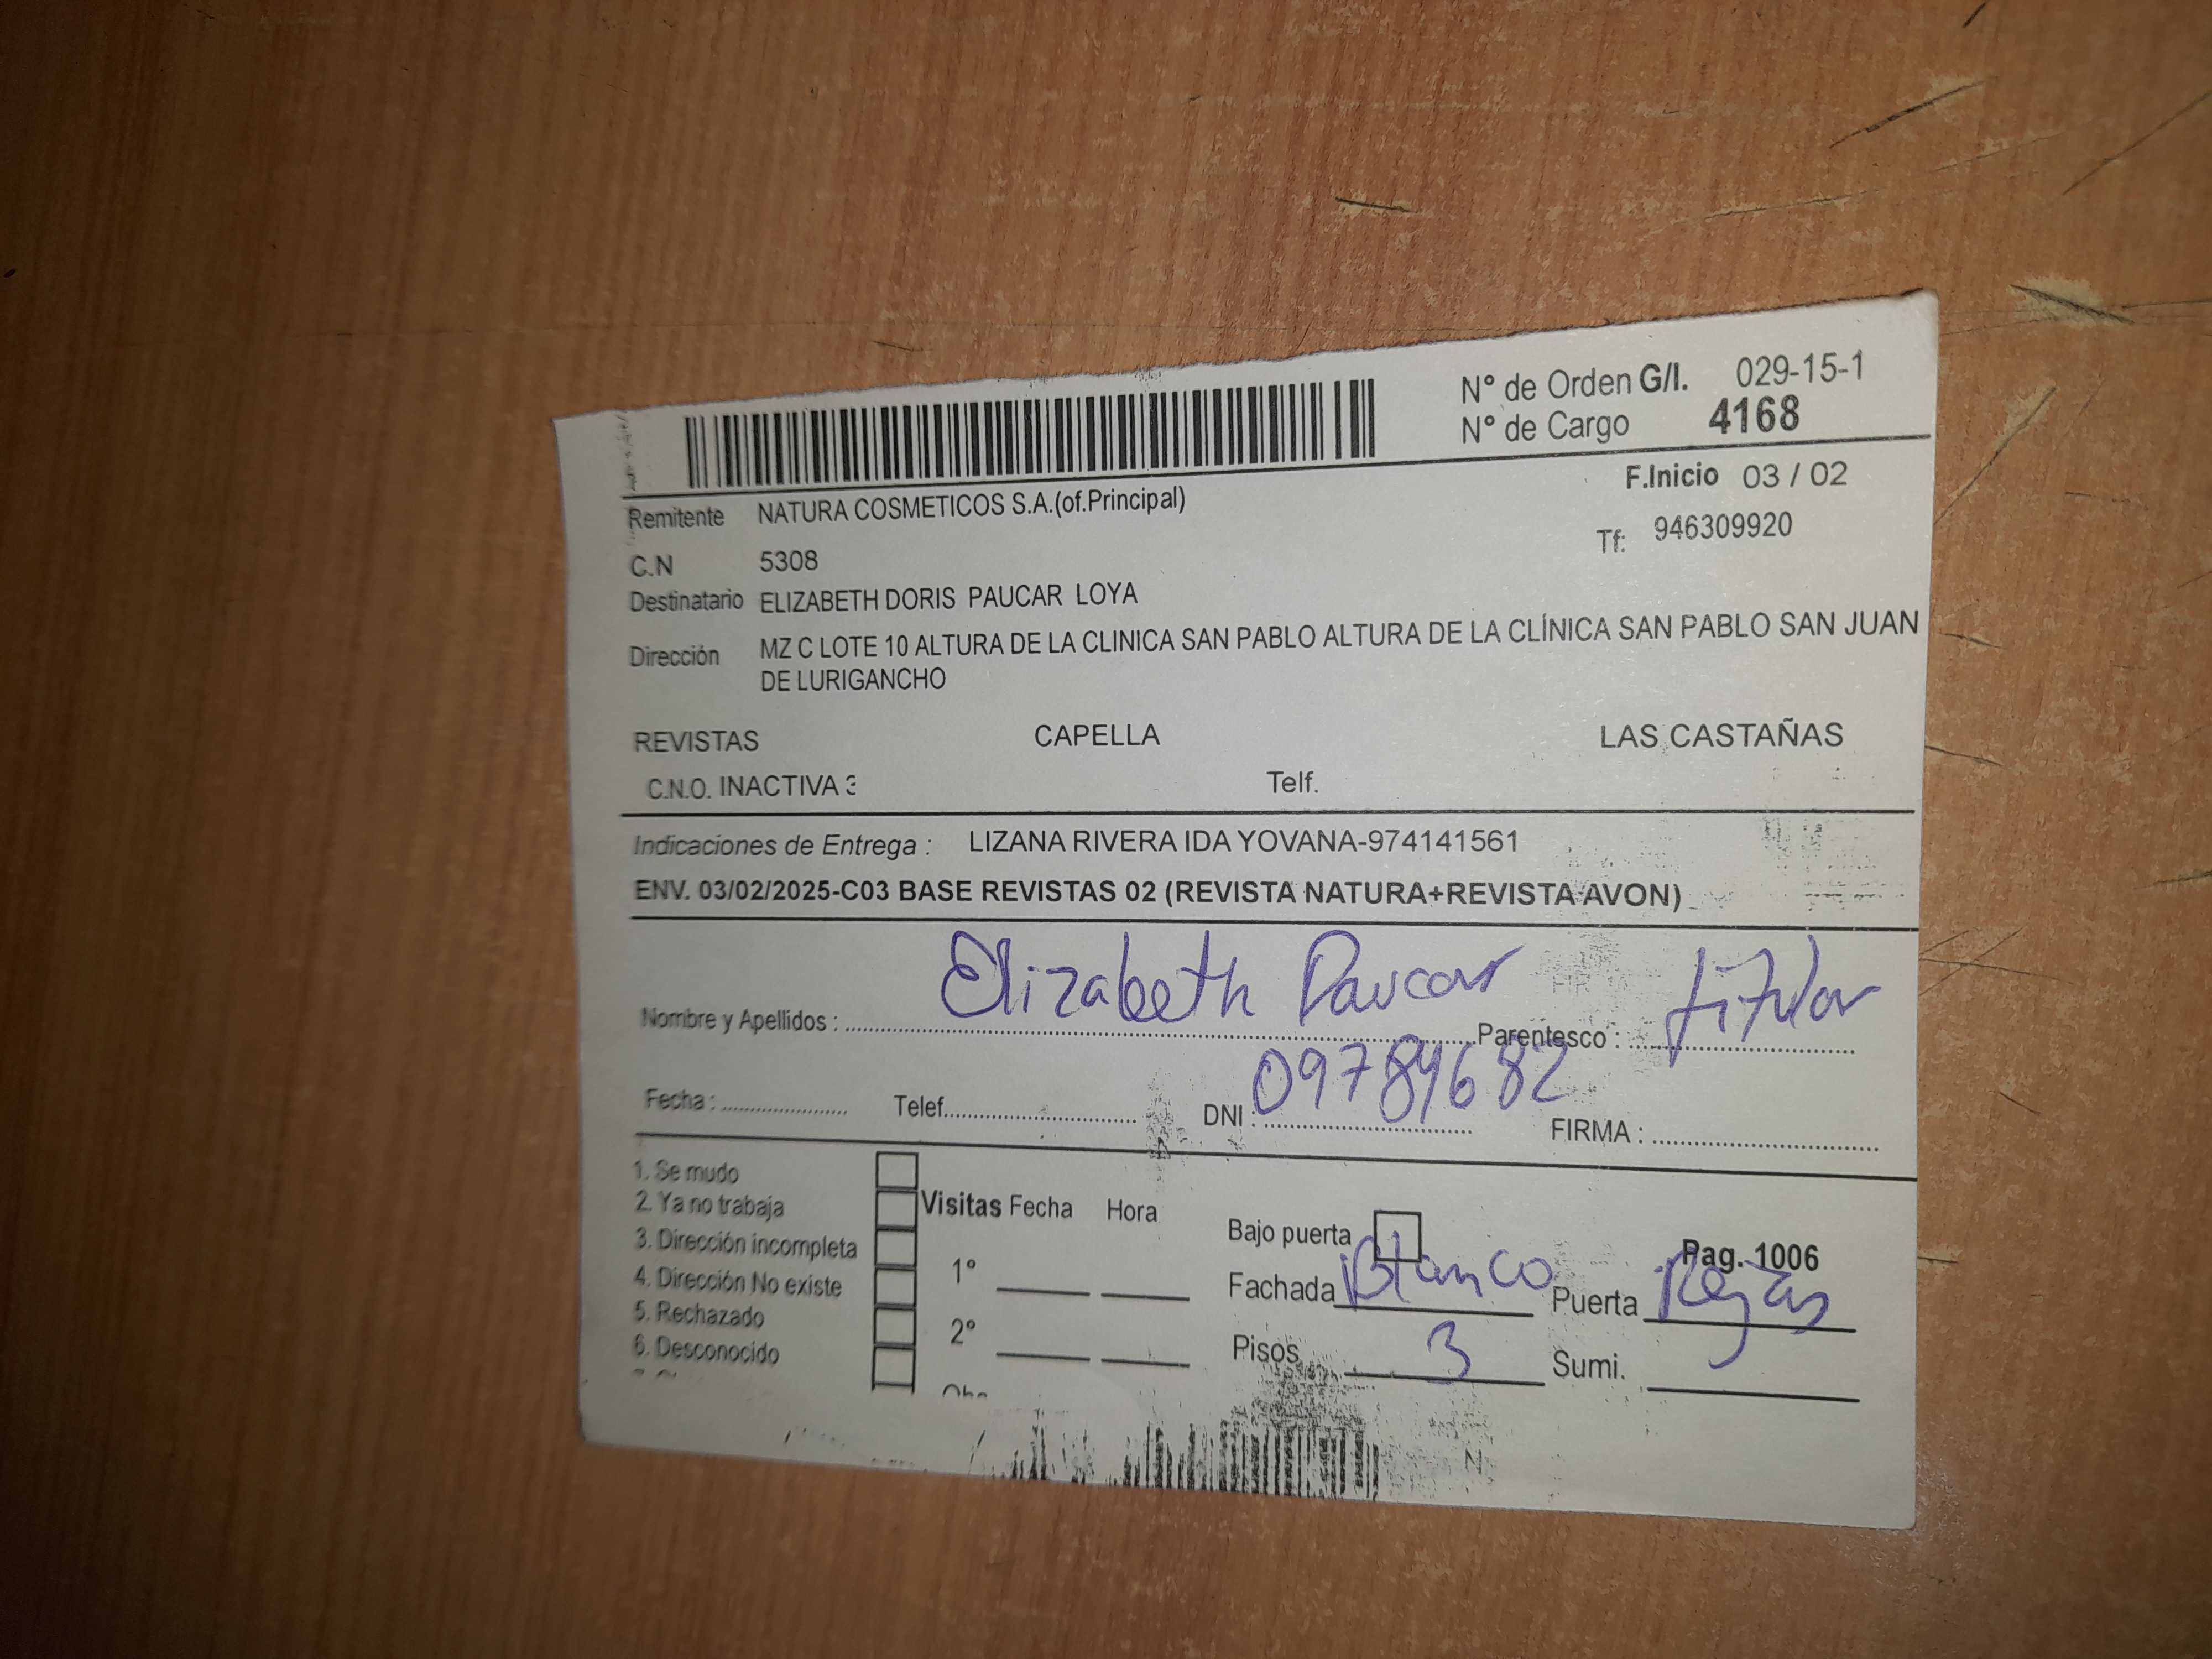 N° de Orden G/I. 029-15-1
N° de Cargo 4168
F.Inicio 03 / 02
Remitente NATURA COSMETICOS S.A.(of.Principal)
Tf: 946309920
C.N 5308
Destinatario ELIZABETH DORIS PAUCAR LOYA
Dirección MZ C LOTE 10 ALTURA DE LA CLINICA SAN PABLO ALTURA DE LA CLÍNICA SAN PABLO SAN JUAN
DE LURIGANCHO
REVISTAS CAPELLA LAS CASTAÑAS
C.N.O. INACTIVA 3 Telf.
Indicaciones de Entrega : LIZANA RIVERA IDA YOVANA-974141561
ENV. 03/02/2025-C03 BASE REVISTAS 02 (REVISTA NATURA+REVISTA AVON)
Nombre y Apellidos : Elizabeth Paucar Parentesco : titular
Fecha : Telef. DNI : 09784682 FIRMA :
1. Se mudo
2. Ya no trabaja
3. Dirección incompleta
4. Dirección No existe
5. Rechazado
6. Desconocido
Visitas Fecha Hora
1°
2°
Bajo puerta Pag. 1006
Fachada Blanco Puerta Rejas
Pisos 3 Sumi.